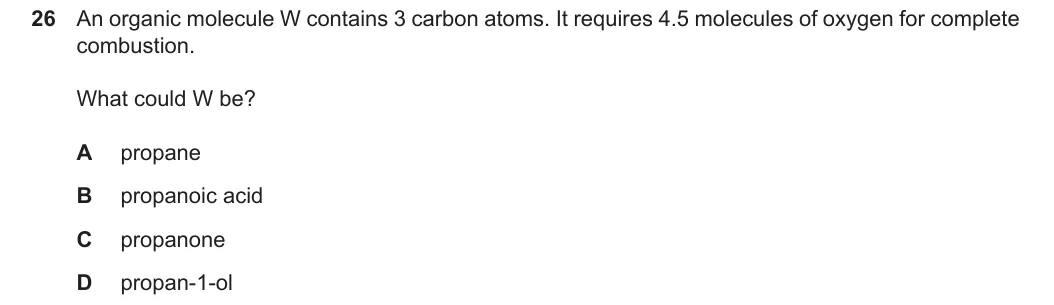 26 An organic molecule W contains 3 carbon atoms. It requires 4.5 molecules of oxygen for complete
combustion.
What could W be?
A propane
B propanoic acid
C propanone
D propan-1-ol